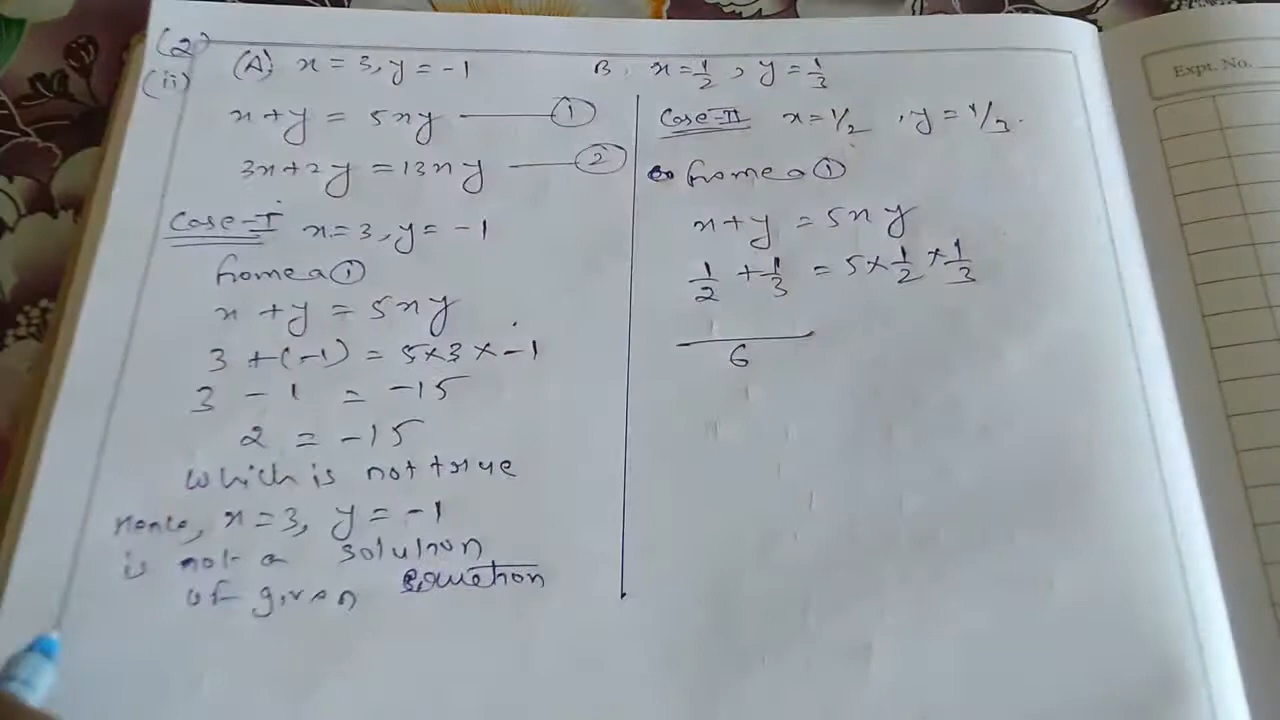 (2)
(ii) (A) x = 3, y = -1
x+y = 5xy ——— ①
3x+2y = 13xy —— ②
Case-I x = 3, y = -1
from eq ①
x + y = 5xy
3 + (-1) = 5×3×-1
3 - 1 = -15
2 = -15
which is not true
Hence, x = 3, y = -1
is not a solution
of given equation
B. x = 1/2, y = 1/3
Case-II x = 1/2, y = 1/3.
from eq ①
x+y = 5xy
1/2 + 1/3 = 5×1/2×1/3
6
Expt. No.